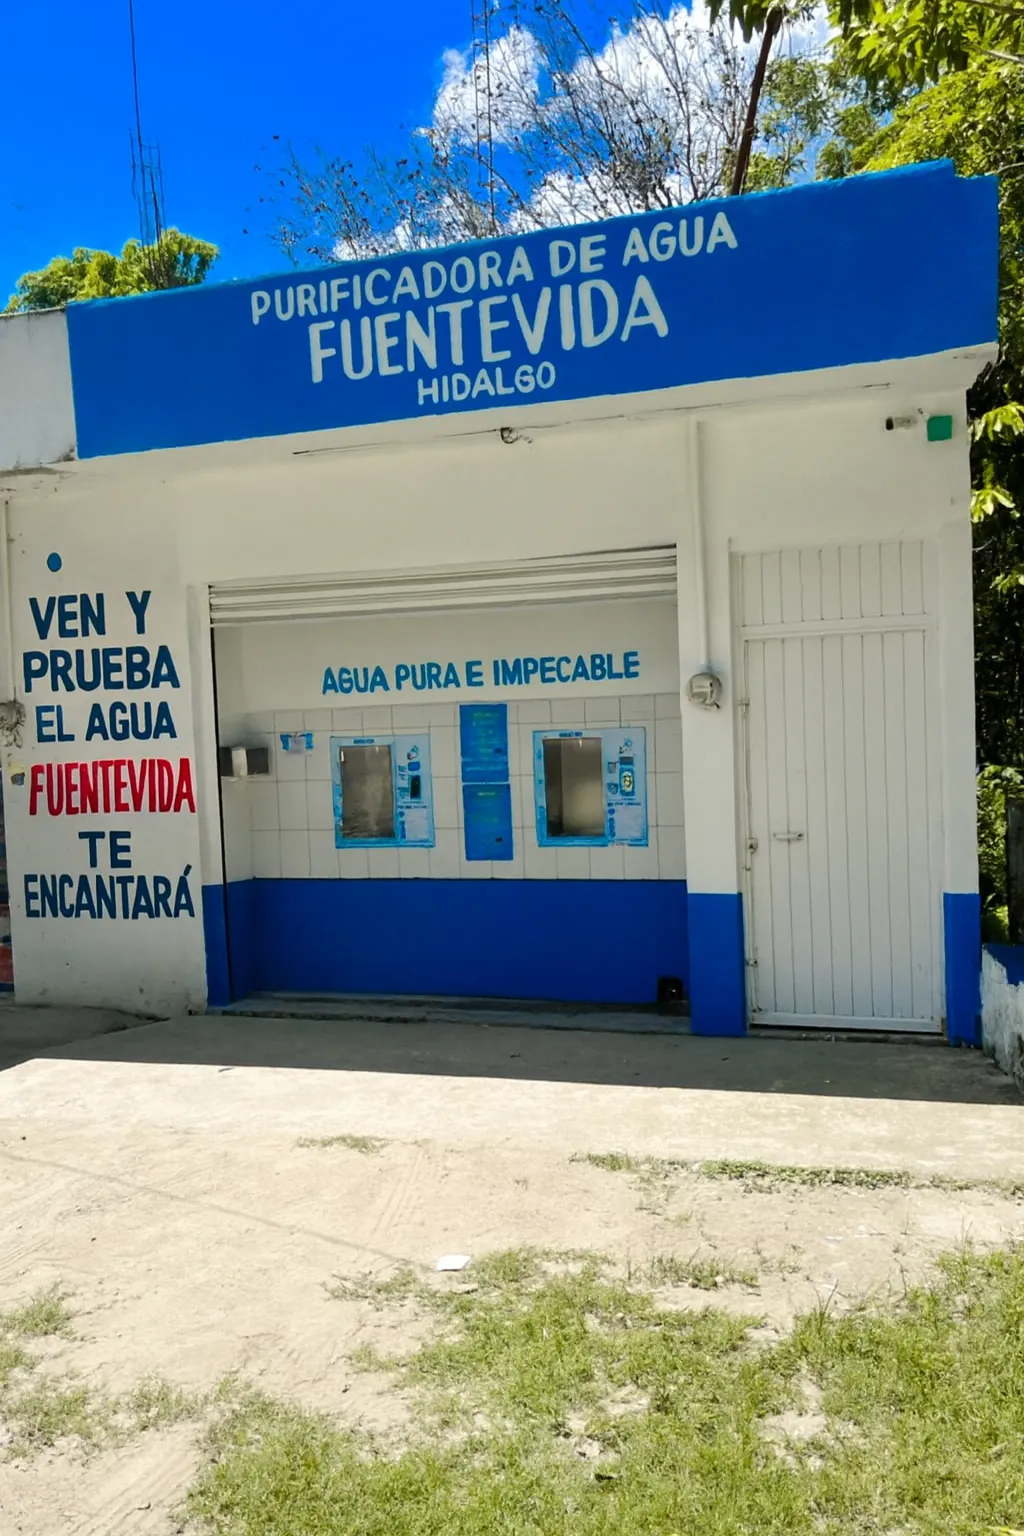 PURIFICADORA DE AGUA
FUENTEVIDA
HIDALGO
VEN Y
PRUEBA
EL AGUA
FUENTEVIDA
TE
ENCANTARÁ
AGUA PURA E IMPECABLE